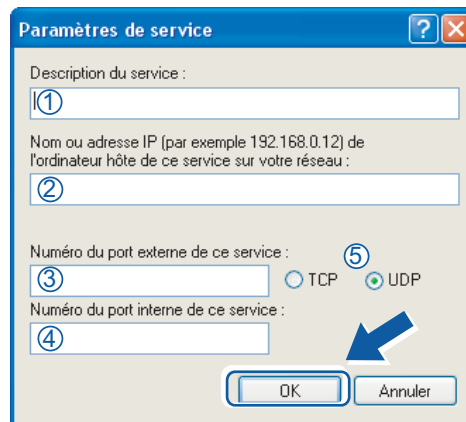 Paramètres de service
Description du service :
①
Nom ou adresse IP (par exemple 192.168.0.12) de
l'ordinateur hôte de ce service sur votre réseau :
②
Numéro du port externe de ce service :
⑤
③ TCP UDP
Numéro du port interne de ce service :
④
OK Annuler